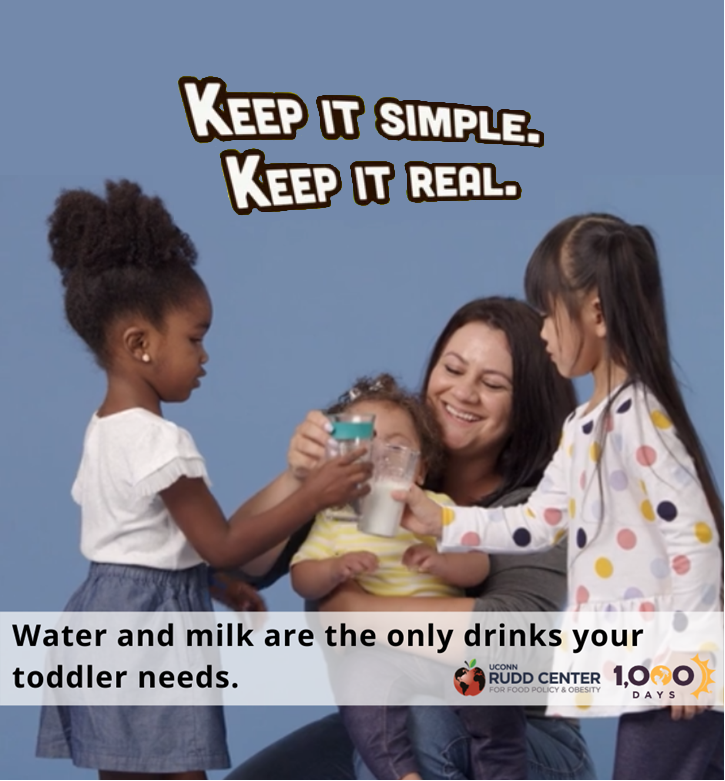 KEEP IT SIMPLE.
KEEP IT REAL.
Water and milk are the only drinks your
toddler needs.
UCONN
RUDD CENTER
FOR FOOD POLICY & OBESITY
1,000
DAYS